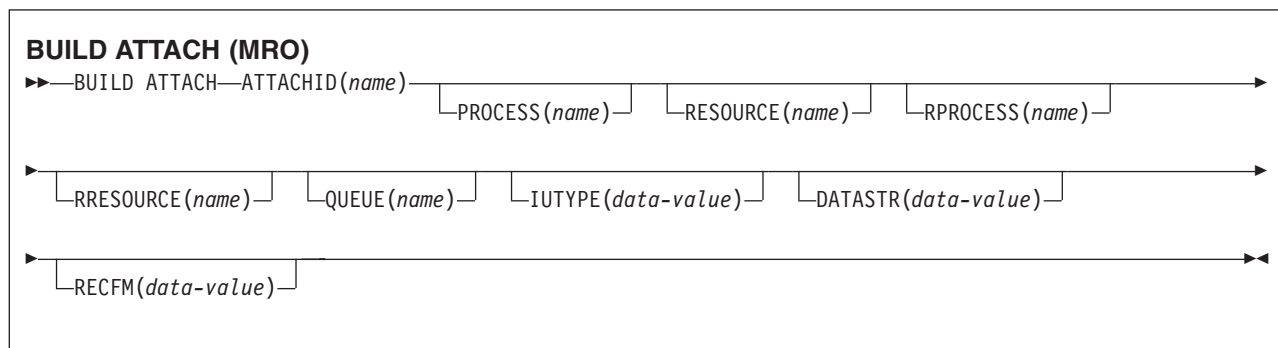 BUILD ATTACH (MRO)
BUILD ATTACH ATTACHID(name)
PROCESS(name) RESOURCE(name) RPROCESS(name)
RRESOURCE(name) QUEUE(name) IUTYPE(data-value) DATASTR(data-value)
RECFM(data-value)